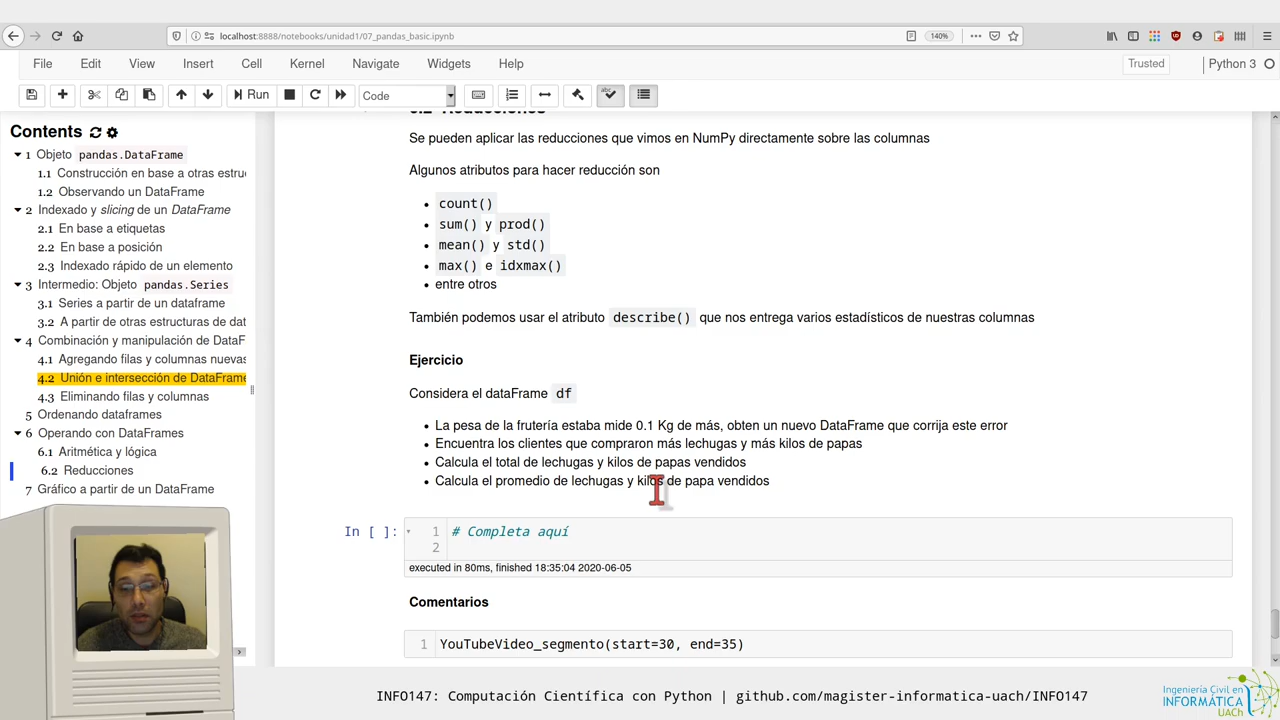 localhost:8888/notebooks/unidad1/07_pandas_basic.ipynb
140%
File Edit View Insert Cell Kernel Navigate Widgets Help
Trusted
Python 3
Run
Code
Contents
1 Objeto pandas.DataFrame
1.1 Construcción en base a otras estru
1.2 Observando un DataFrame
2 Indexado y slicing de un DataFrame
2.1 En base a etiquetas
2.2 En base a posición
2.3 Indexado rápido de un elemento
3 Intermedio: Objeto pandas.Series
3.1 Series a partir de un dataframe
3.2 A partir de otras estructuras de dat
4 Combinación y manipulación de DataF
4.1 Agregando filas y columnas nuevas
4.2 Unión e intersección de DataFrame
4.3 Eliminando filas y columnas
5 Ordenando dataframes
6 Operando con DataFrames
6.1 Aritmética y lógica
6.2 Reducciones
7 Gráfico a partir de un DataFrame
6.2 Reducciones
Se pueden aplicar las reducciones que vimos en NumPy directamente sobre las columnas
Algunos atributos para hacer reducción son
• count()
• sum() y prod()
• mean() y std()
• max() e idxmax()
• entre otros
También podemos usar el atributo describe() que nos entrega varios estadísticos de nuestras columnas
Ejercicio
Considera el dataFrame df
• La pesa de la frutería estaba mide 0.1 Kg de más, obten un nuevo DataFrame que corrija este error
• Encuentra los clientes que compraron más lechugas y más kilos de papas
• Calcula el total de lechugas y kilos de papas vendidos
• Calcula el promedio de lechugas y kilos de papa vendidos
In [ ]:
1 # Completa aquí
2
executed in 80ms, finished 18:35:04 2020-06-05
Comentarios
1 YouTubeVideo_segmento(start=30, end=35)
INFO147: Computación Científica con Python | github.com/magister-informatica-uach/INFO147
Ingeniería Civil en
INFORMÁTICA
UACh